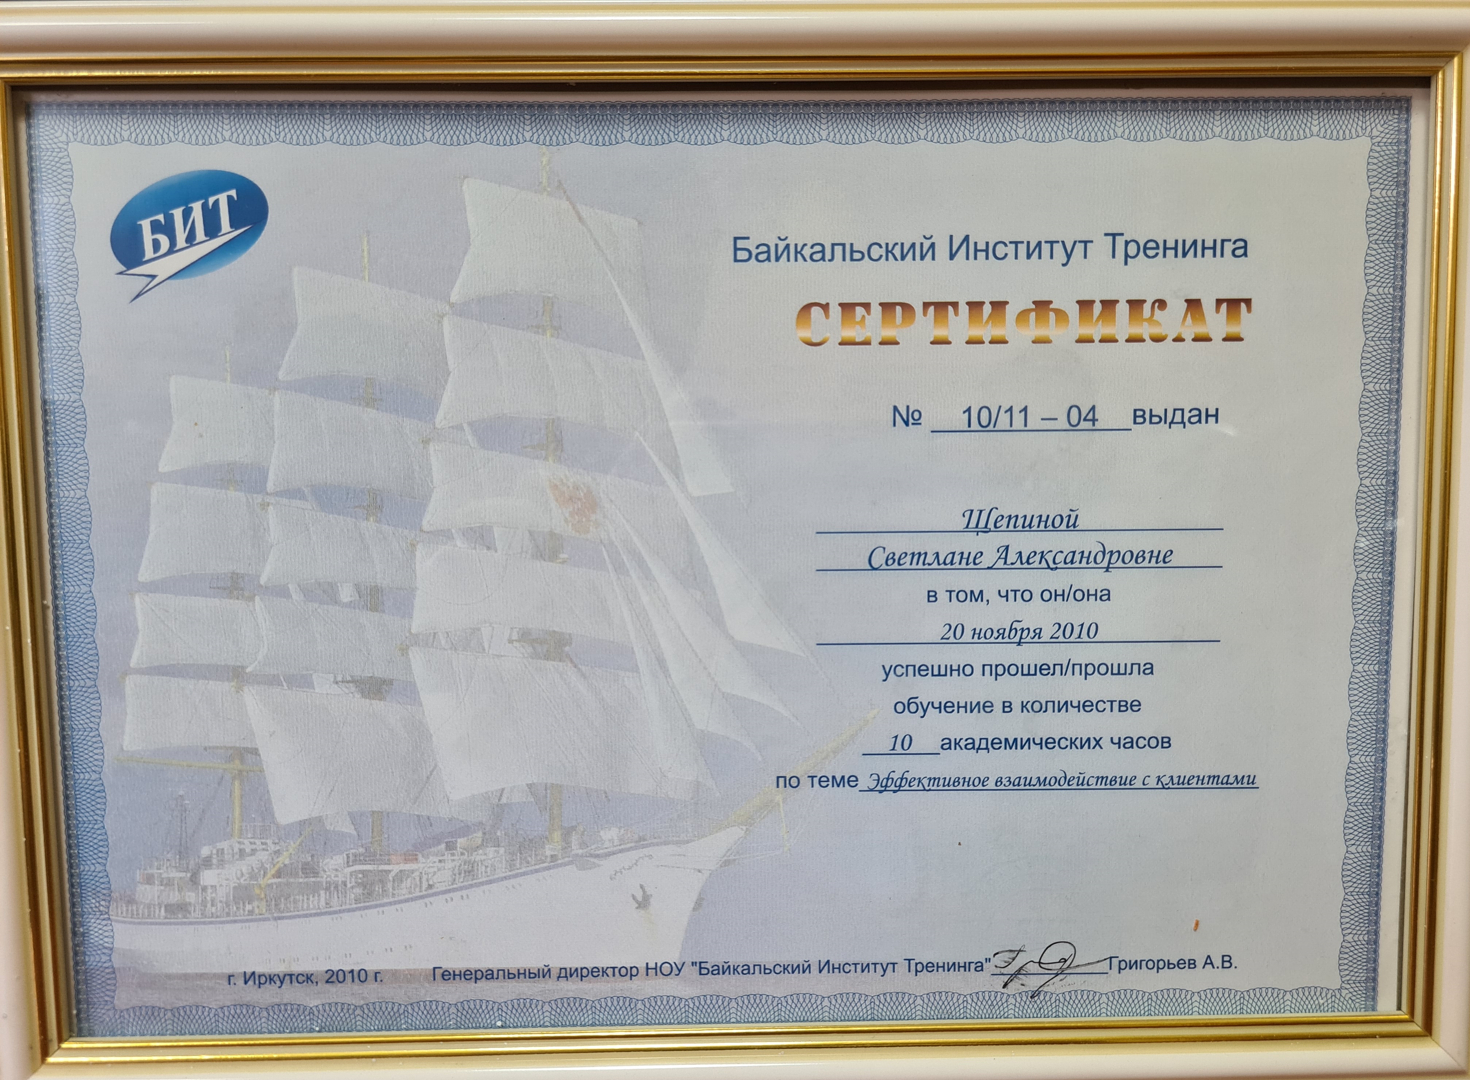 БИТ
Байкальский Институт Тренинга
СЕРТИФИКАТ
№ 10/11 – 04 выдан
Щепиной
Светлане Александровне
в том, что он/она
20 ноября 2010
успешно прошел/прошла
обучение в количестве
10 академических часов
по теме Эффективное взаимодействие с клиентами
г. Иркутск, 2010 г. Генеральный директор НОУ "Байкальский Институт Тренинга" Григорьев А.В.